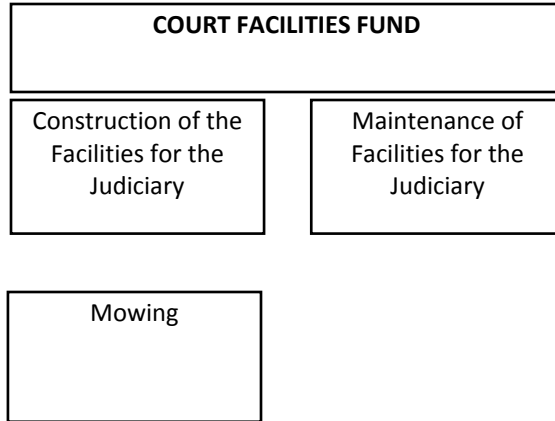 COURT FACILITIES FUND
Construction of the
Facilities for the
Judiciary
Maintenance of
Facilities for the
Judiciary
Mowing